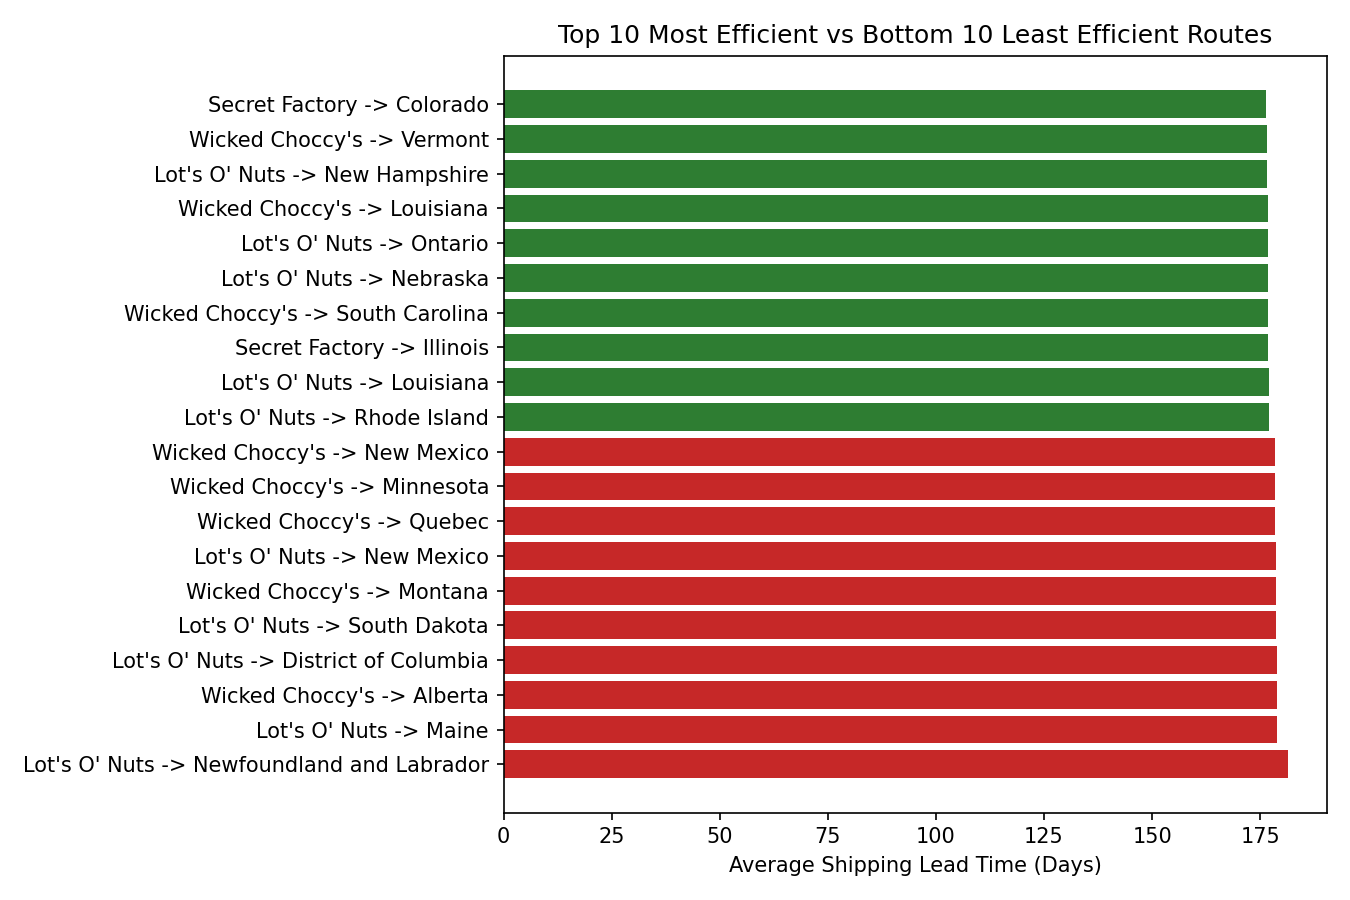 Top 10 Most Efficient vs Bottom 10 Least Efficient Routes
Secret Factory -> Colorado
Wicked Choccy's -> Vermont
Lot's O' Nuts -> New Hampshire
Wicked Choccy's -> Louisiana
Lot's O' Nuts -> Ontario
Lot's O' Nuts -> Nebraska
Wicked Choccy's -> South Carolina
Secret Factory -> Illinois
Lot's O' Nuts -> Louisiana
Lot's O' Nuts -> Rhode Island
Wicked Choccy's -> New Mexico
Wicked Choccy's -> Minnesota
Wicked Choccy's -> Quebec
Lot's O' Nuts -> New Mexico
Wicked Choccy's -> Montana
Lot's O' Nuts -> South Dakota
Lot's O' Nuts -> District of Columbia
Wicked Choccy's -> Alberta
Lot's O' Nuts -> Maine
Lot's O' Nuts -> Newfoundland and Labrador
0 25 50 75 100 125 150 175
Average Shipping Lead Time (Days)